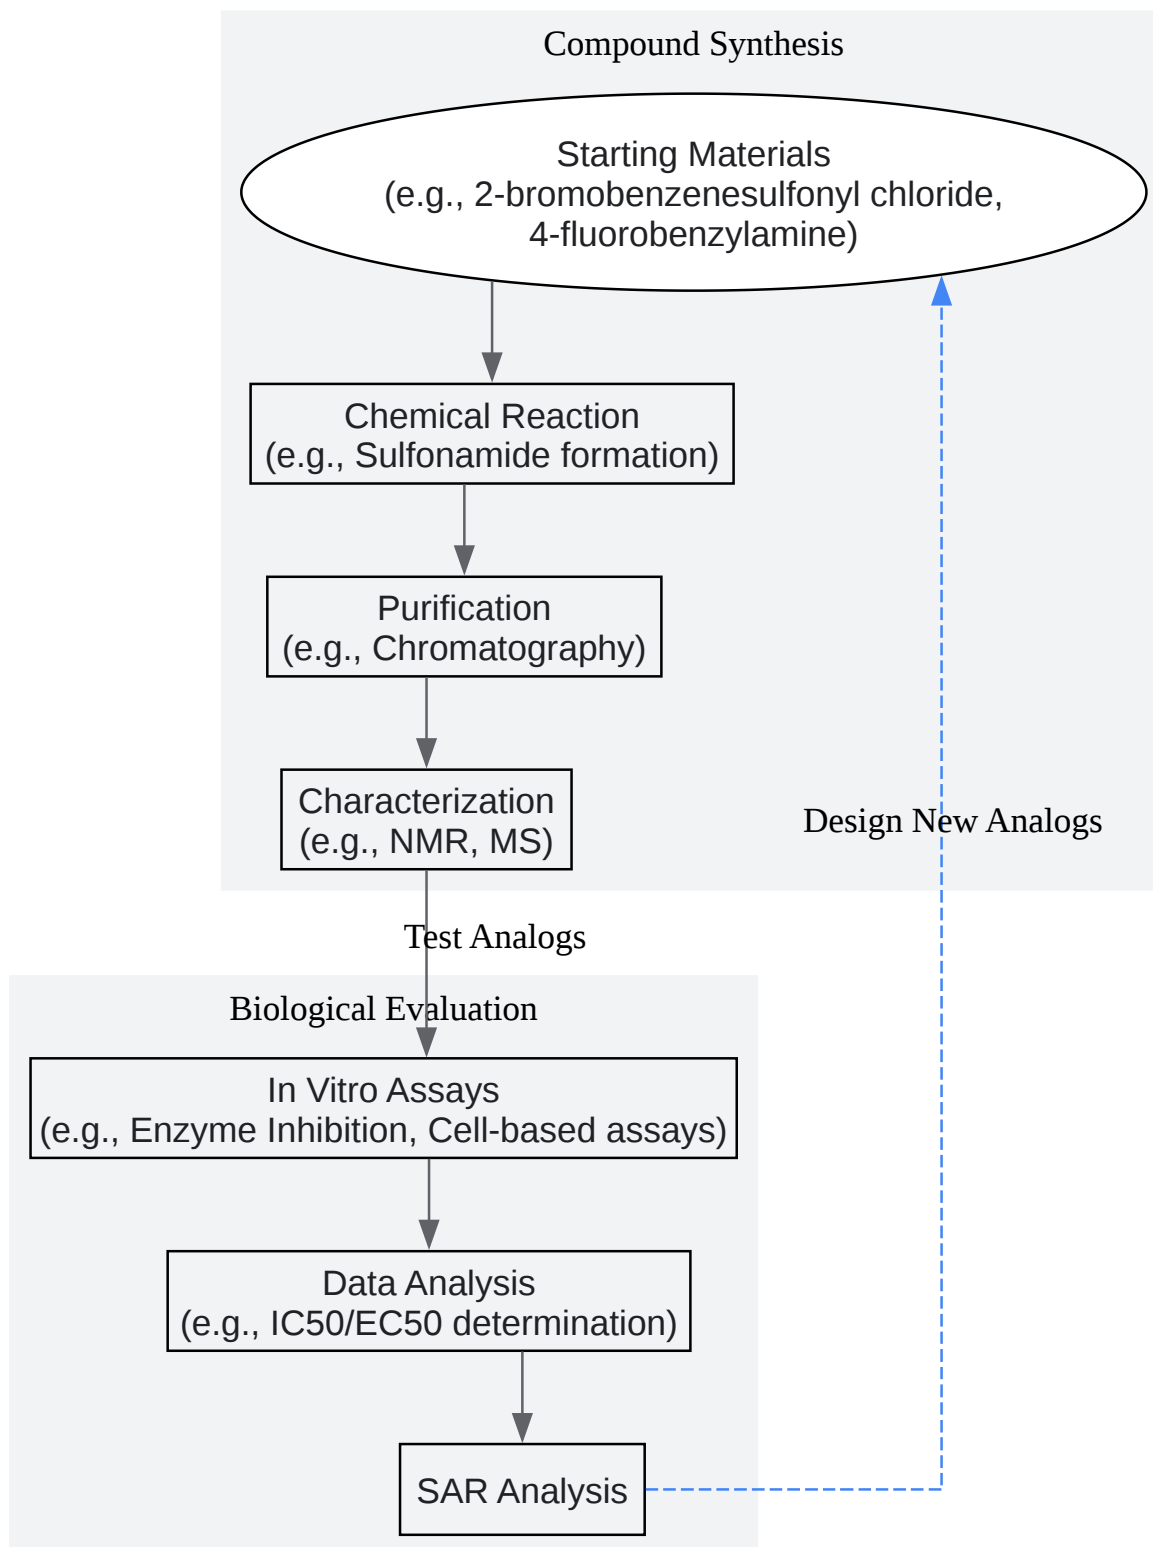 Compound Synthesis
Starting Materials
(e.g., 2-bromobenzenesulfonyl chloride,
4-fluorobenzylamine)
Chemical Reaction
(e.g., Sulfonamide formation)
Purification
(e.g., Chromatography)
Characterization
(e.g., NMR, MS)
Design New Analogs
Test Analogs
Biological Evaluation
In Vitro Assays
(e.g., Enzyme Inhibition, Cell-based assays)
Data Analysis
(e.g., IC50/EC50 determination)
SAR Analysis